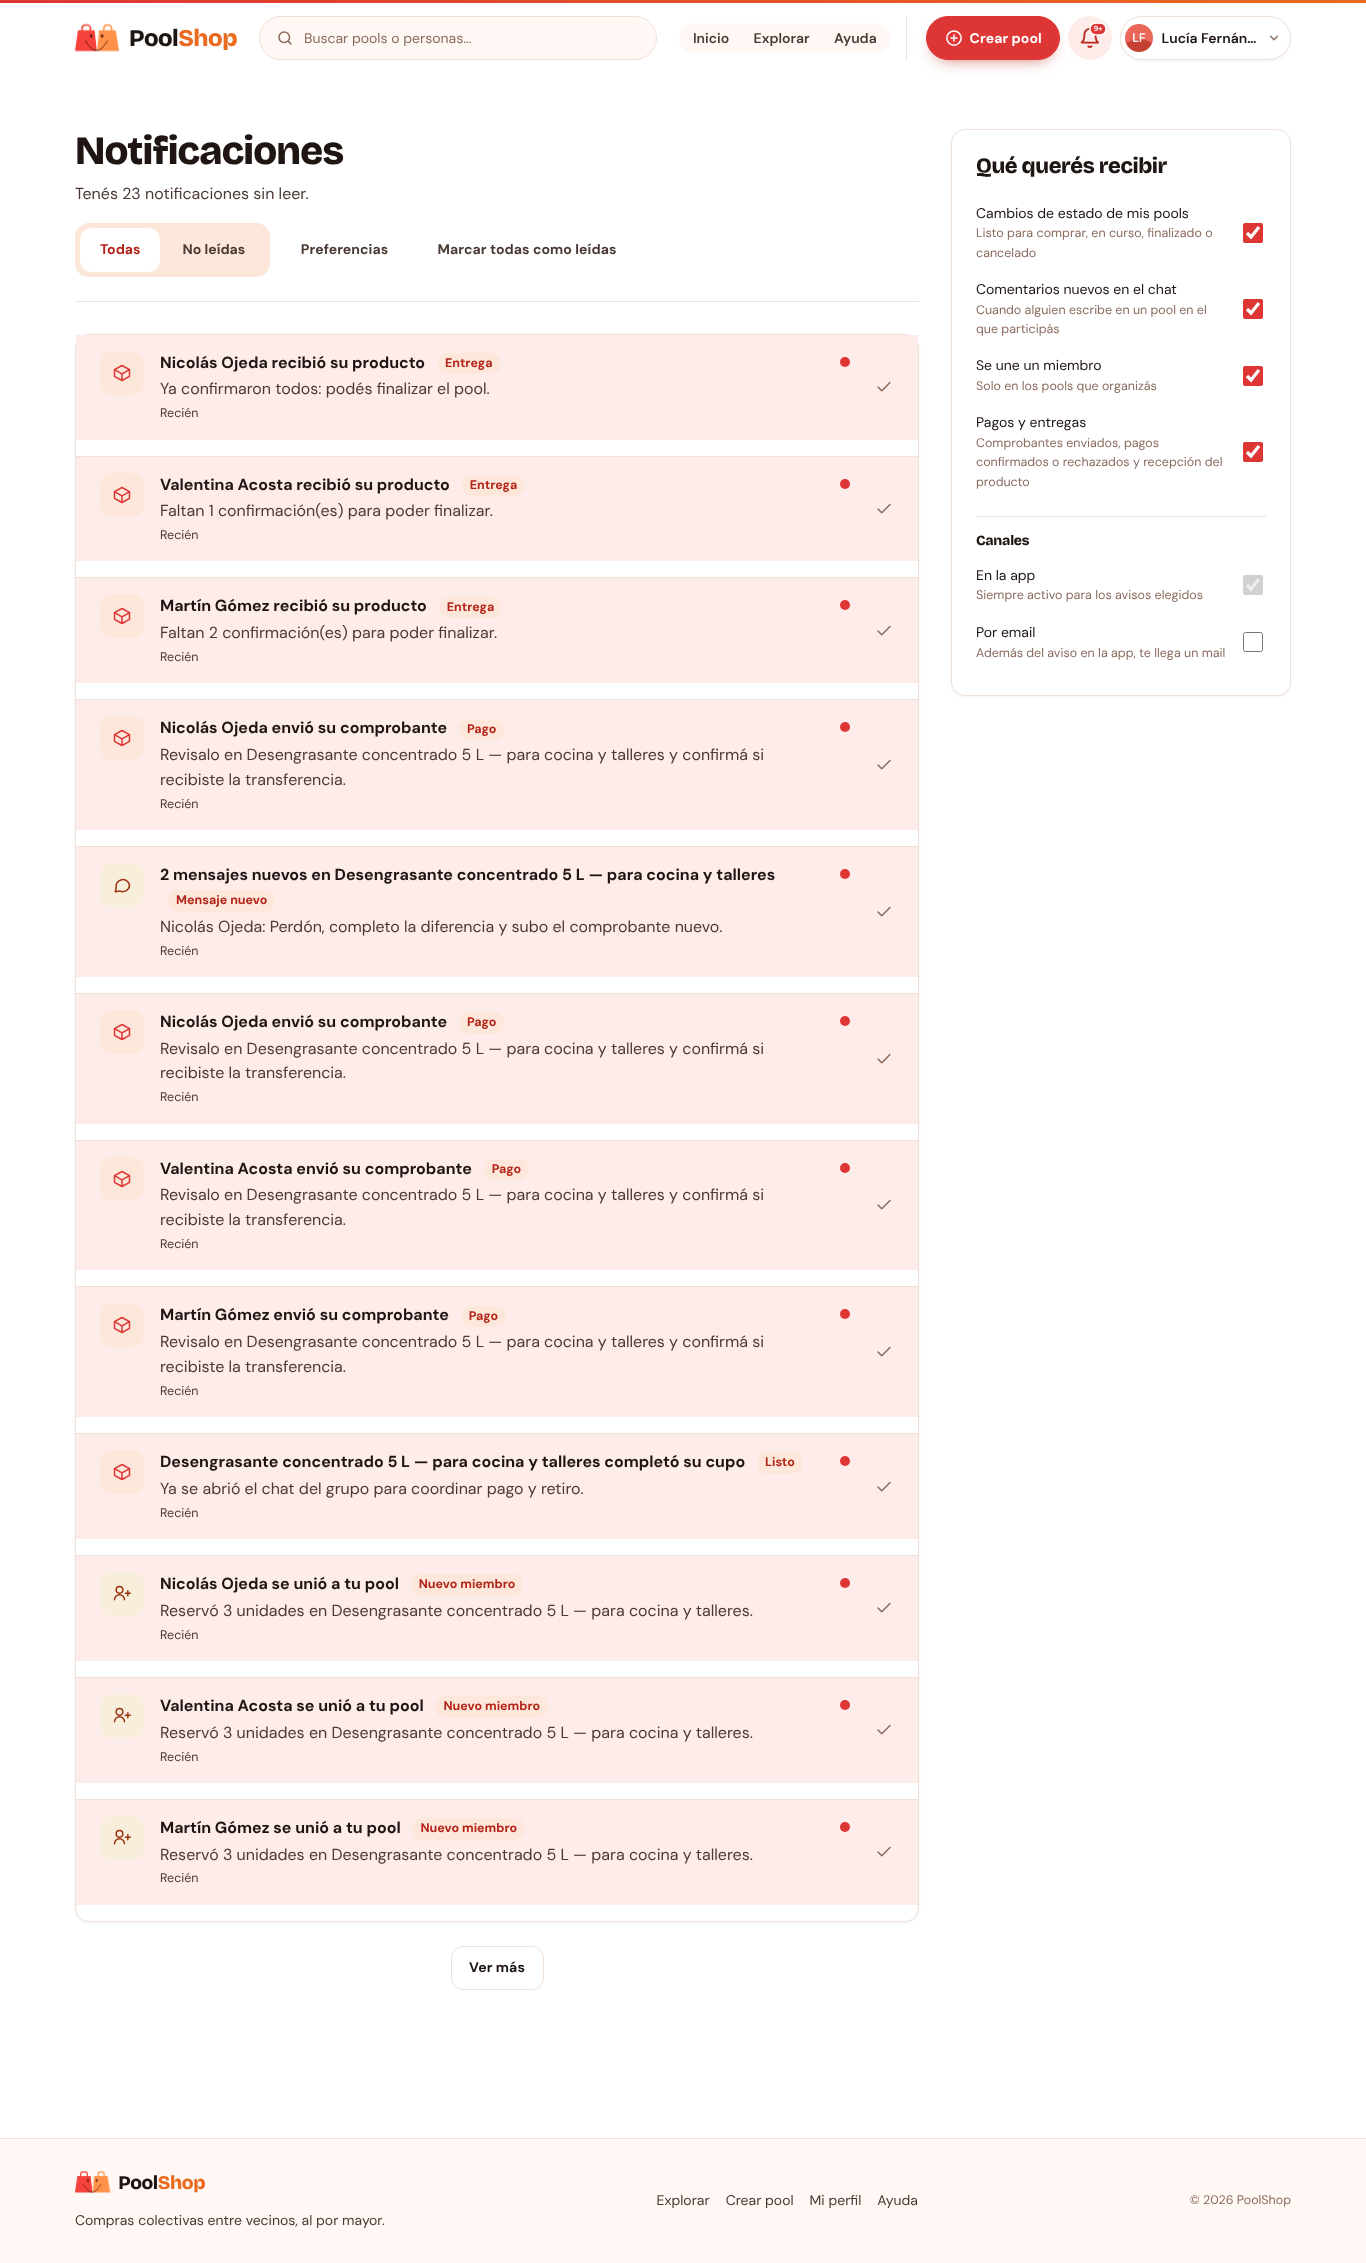 PoolShop
Buscar pools o personas...
Inicio
Explorar
Ayuda
Crear pool
9+
LF
Lucía Fernán...
Notificaciones
Tenés 23 notificaciones sin leer.
Todas
No leídas
Preferencias
Marcar todas como leídas
Nicolás Ojeda recibió su producto Entrega
Ya confirmaron todos: podés finalizar el pool.
Recién
Valentina Acosta recibió su producto Entrega
Faltan 1 confirmación(es) para poder finalizar.
Recién
Martín Gómez recibió su producto Entrega
Faltan 2 confirmación(es) para poder finalizar.
Recién
Nicolás Ojeda envió su comprobante Pago
Revisalo en Desengrasante concentrado 5 L — para cocina y talleres y confirmá si
recibiste la transferencia.
Recién
2 mensajes nuevos en Desengrasante concentrado 5 L — para cocina y talleres
Mensaje nuevo
Nicolás Ojeda: Perdón, completo la diferencia y subo el comprobante nuevo.
Recién
Nicolás Ojeda envió su comprobante Pago
Revisalo en Desengrasante concentrado 5 L — para cocina y talleres y confirmá si
recibiste la transferencia.
Recién
Valentina Acosta envió su comprobante Pago
Revisalo en Desengrasante concentrado 5 L — para cocina y talleres y confirmá si
recibiste la transferencia.
Recién
Martín Gómez envió su comprobante Pago
Revisalo en Desengrasante concentrado 5 L — para cocina y talleres y confirmá si
recibiste la transferencia.
Recién
Desengrasante concentrado 5 L — para cocina y talleres completó su cupo Listo
Ya se abrió el chat del grupo para coordinar pago y retiro.
Recién
Nicolás Ojeda se unió a tu pool Nuevo miembro
Reservó 3 unidades en Desengrasante concentrado 5 L — para cocina y talleres.
Recién
Valentina Acosta se unió a tu pool Nuevo miembro
Reservó 3 unidades en Desengrasante concentrado 5 L — para cocina y talleres.
Recién
Martín Gómez se unió a tu pool Nuevo miembro
Reservó 3 unidades en Desengrasante concentrado 5 L — para cocina y talleres.
Recién
Ver más
Qué querés recibir
Cambios de estado de mis pools
Listo para comprar, en curso, finalizado o
cancelado
Comentarios nuevos en el chat
Cuando alguien escribe en un pool en el
que participás
Se une un miembro
Solo en los pools que organizás
Pagos y entregas
Comprobantes enviados, pagos
confirmados o rechazados y recepción del
producto
Canales
En la app
Siempre activo para los avisos elegidos
Por email
Además del aviso en la app, te llega un mail
PoolShop
Compras colectivas entre vecinos, al por mayor.
Explorar
Crear pool
Mi perfil
Ayuda
© 2026 PoolShop